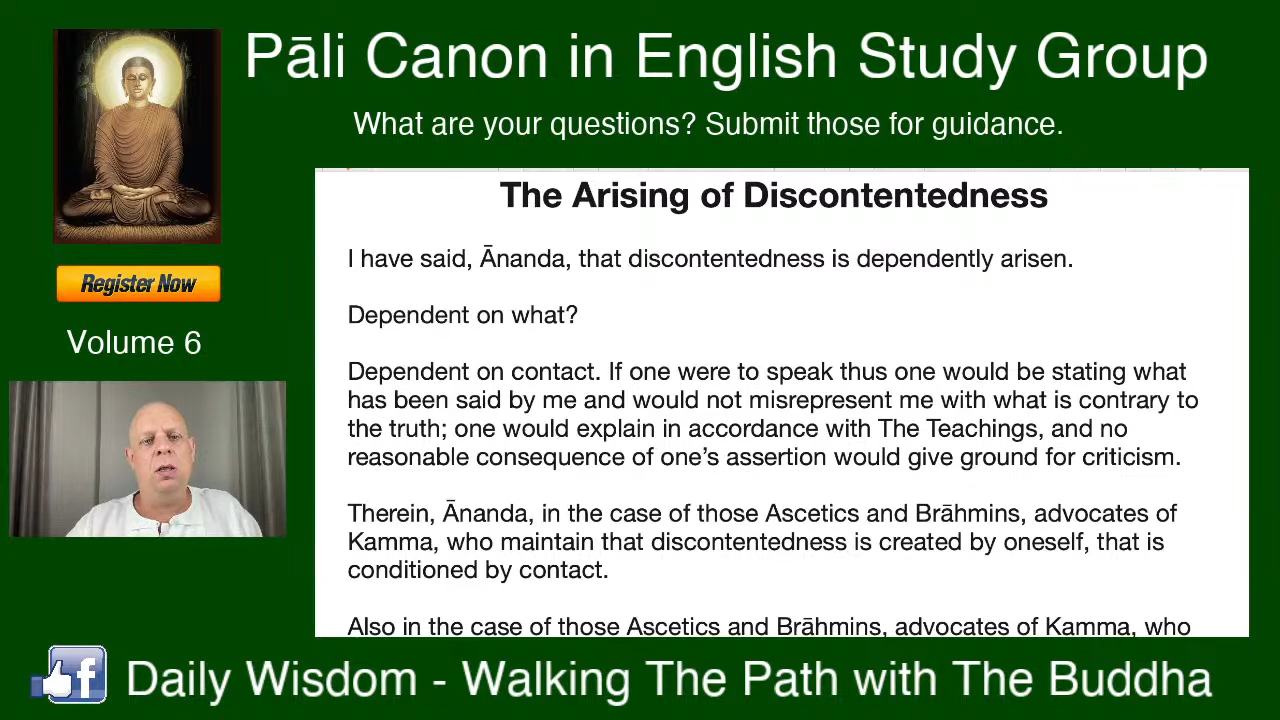 Pāli Canon in English Study Group
What are your questions? Submit those for guidance.
Register Now
Volume 6
The Arising of Discontentedness
I have said, Ānanda, that discontentedness is dependently arisen.
Dependent on what?
Dependent on contact. If one were to speak thus one would be stating what
has been said by me and would not misrepresent me with what is contrary to
the truth; one would explain in accordance with The Teachings, and no
reasonable consequence of one’s assertion would give ground for criticism.
Therein, Ānanda, in the case of those Ascetics and Brāhmins, advocates of
Kamma, who maintain that discontentedness is created by oneself, that is
conditioned by contact.
Also in the case of those Ascetics and Brāhmins, advocates of Kamma, who
f
Daily Wisdom - Walking The Path with The Buddha